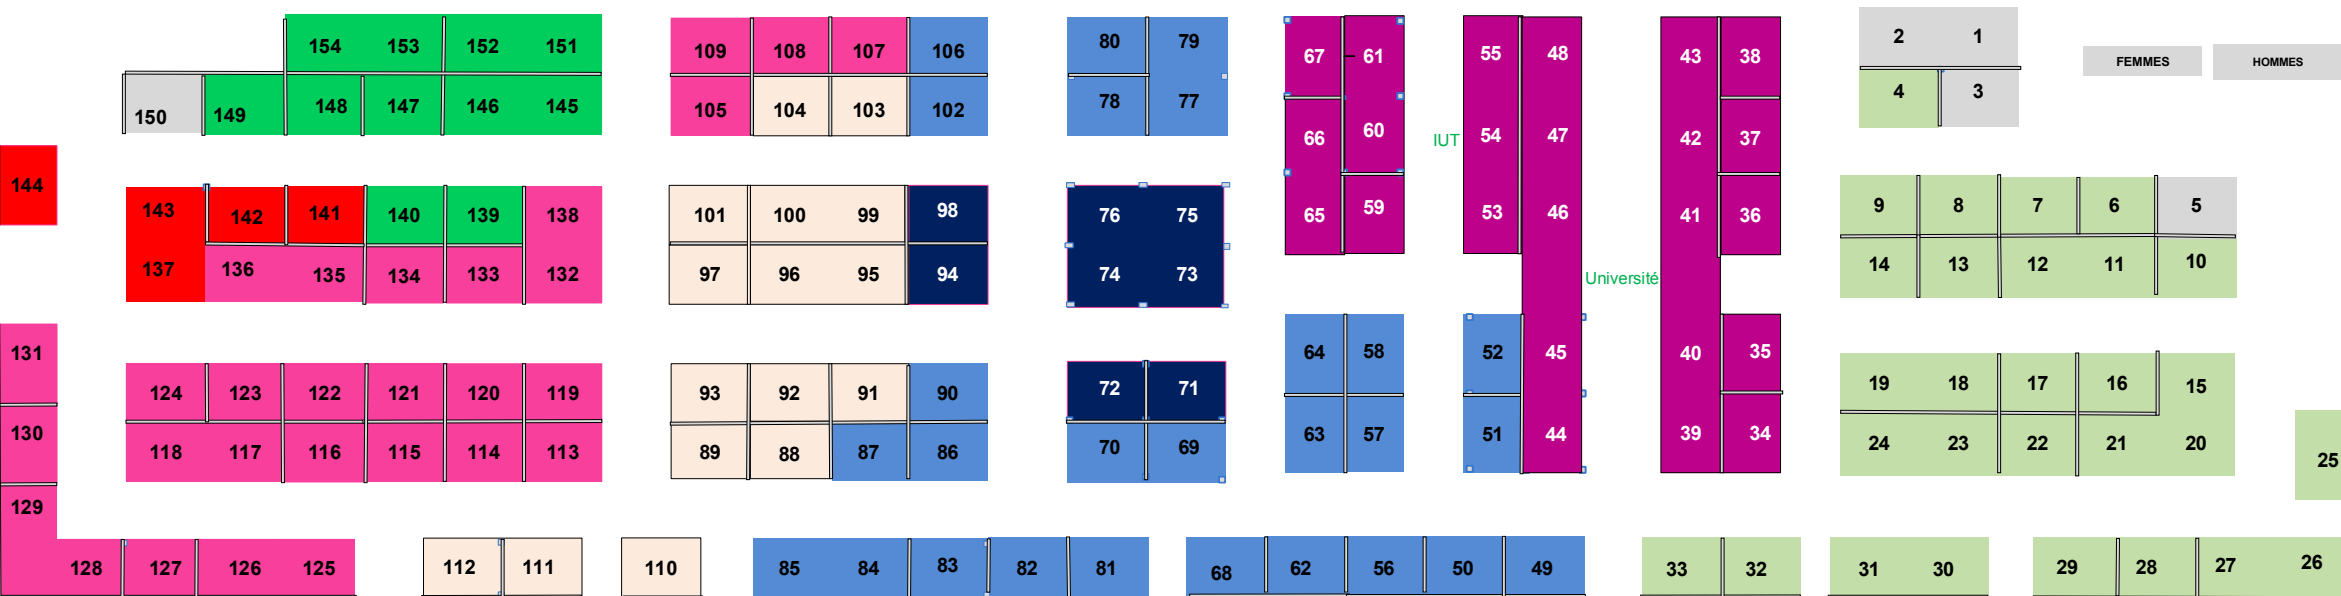 154 153 152 151 109 108 107 106 80 79 67 61 55 48 43 38 2 1 FEMMES HOMMES
150 149 148 147 146 145 105 104 103 102 78 77 66 60 IUT 54 47 42 37 4 3
144 143 142 141 140 139 138 101 100 99 98 76 75 65 59 53 46 41 36 9 8 7 6 5
137 136 135 134 133 132 97 96 95 94 74 73 Université 14 13 12 11 10
131 124 123 122 121 120 119 93 92 91 90 72 71 64 58 52 45 40 35 19 18 17 16 15
130 118 117 116 115 114 113 89 88 87 86 70 69 63 57 51 44 39 34 24 23 22 21 20 25
129
128 127 126 125 112 111 110 85 84 83 82 81 68 62 56 50 49 33 32 31 30 29 28 27 26